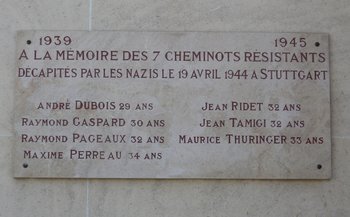 1939 1945
A LA MÉMOIRE DES 7 CHEMINOTS RÉSISTANTS
DÉCAPITÉS PAR LES NAZIS LE 19 AVRIL 1944 A STUTTGART
ANDRÉ DUBOIS 29 ANS
RAYMOND GASPARD 30 ANS
RAYMOND PAGEAUX 32 ANS
MAXIME PERREAU 34 ANS
JEAN RIDET 32 ANS
JEAN TAMIGI 32 ANS
MAURICE THURINGER 33 ANS